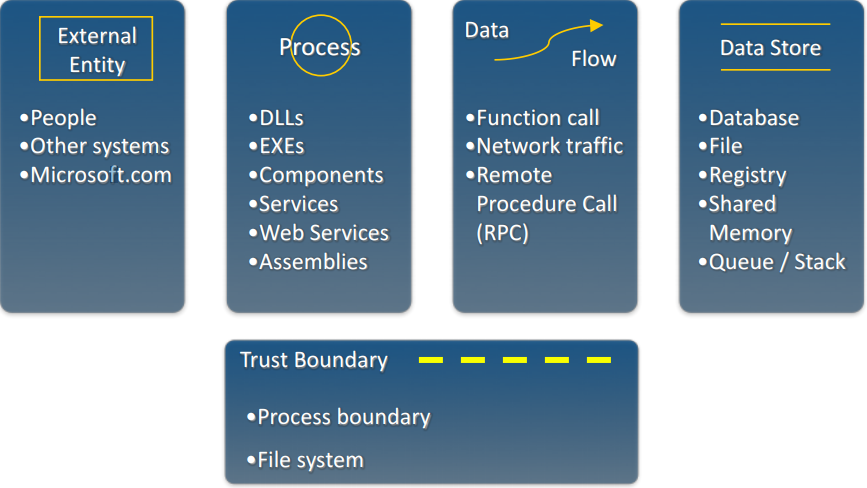 External
Entity
•People
•Other systems
•Microsoft.com
Process
•DLLs
•EXEs
•Components
•Services
•Web Services
•Assemblies
Data
Flow
•Function call
•Network traffic
•Remote
Procedure Call
(RPC)
Data Store
•Database
•File
•Registry
•Shared
Memory
•Queue / Stack
Trust Boundary
•Process boundary
•File system